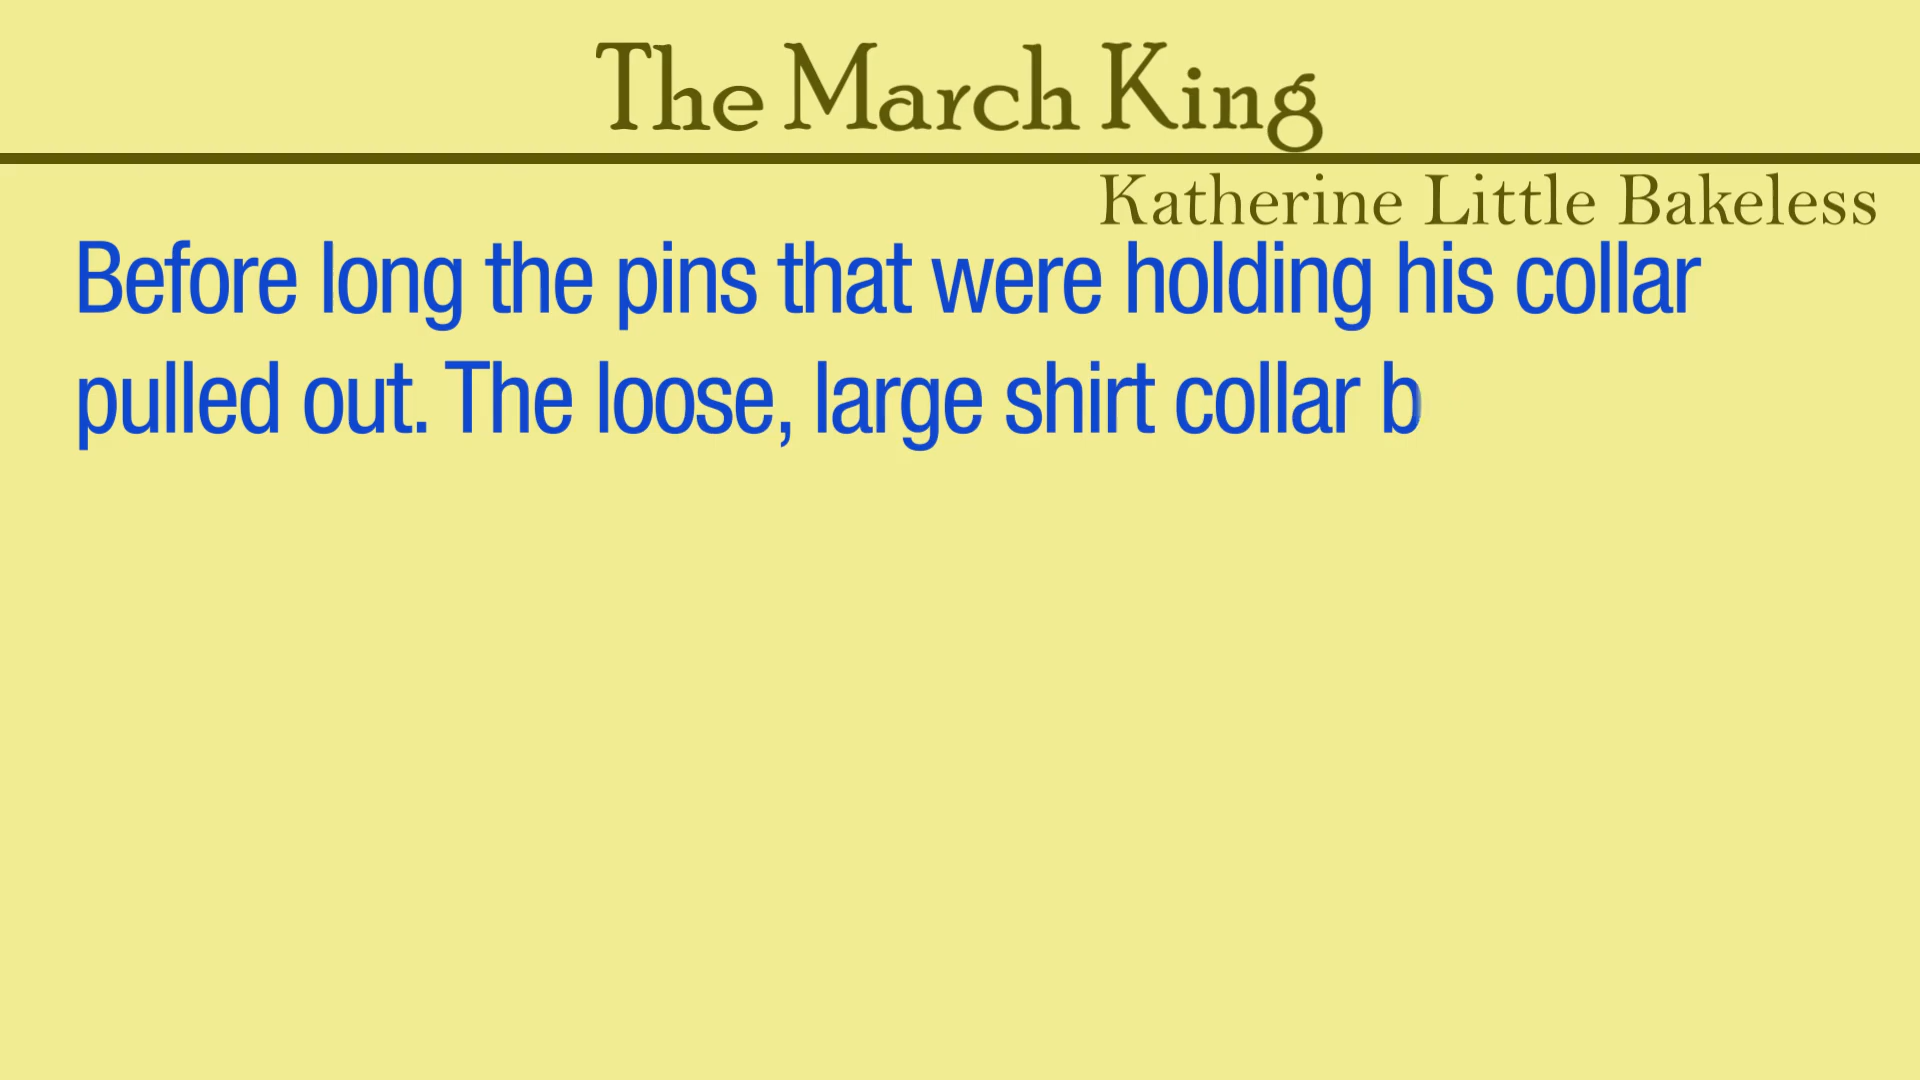 The March King
Katherine Little Bakeless
Before long the pins that were holding his collar
pulled out. The loose, large shirt collar b